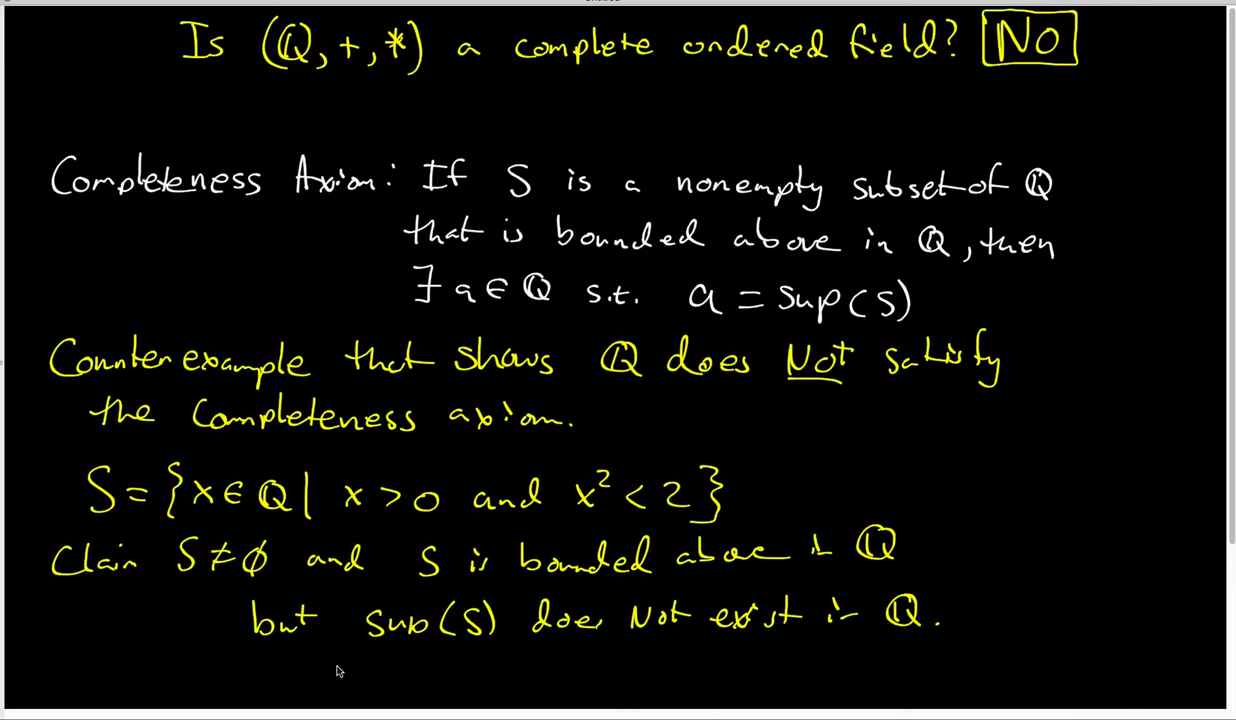 Is (ℚ, +, *) a complete ordered field? No
Completeness Axiom: If S is a nonempty subset of ℚ
that is bounded above in ℚ, then
∃ a ∈ ℚ s.t. a = sup(S)
Counterexample that shows ℚ does Not satisfy
the completeness axiom.
S = {x ∈ ℚ | x > 0 and x² < 2}
Claim S ≠ ∅ and S is bounded above in ℚ
but sup(S) does Not exist in ℚ.